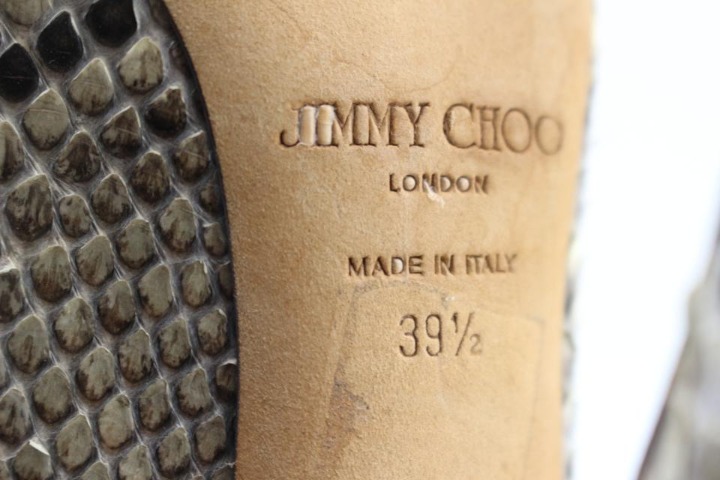 JIMMY CHOO
LONDON
MADE IN ITALY
39½